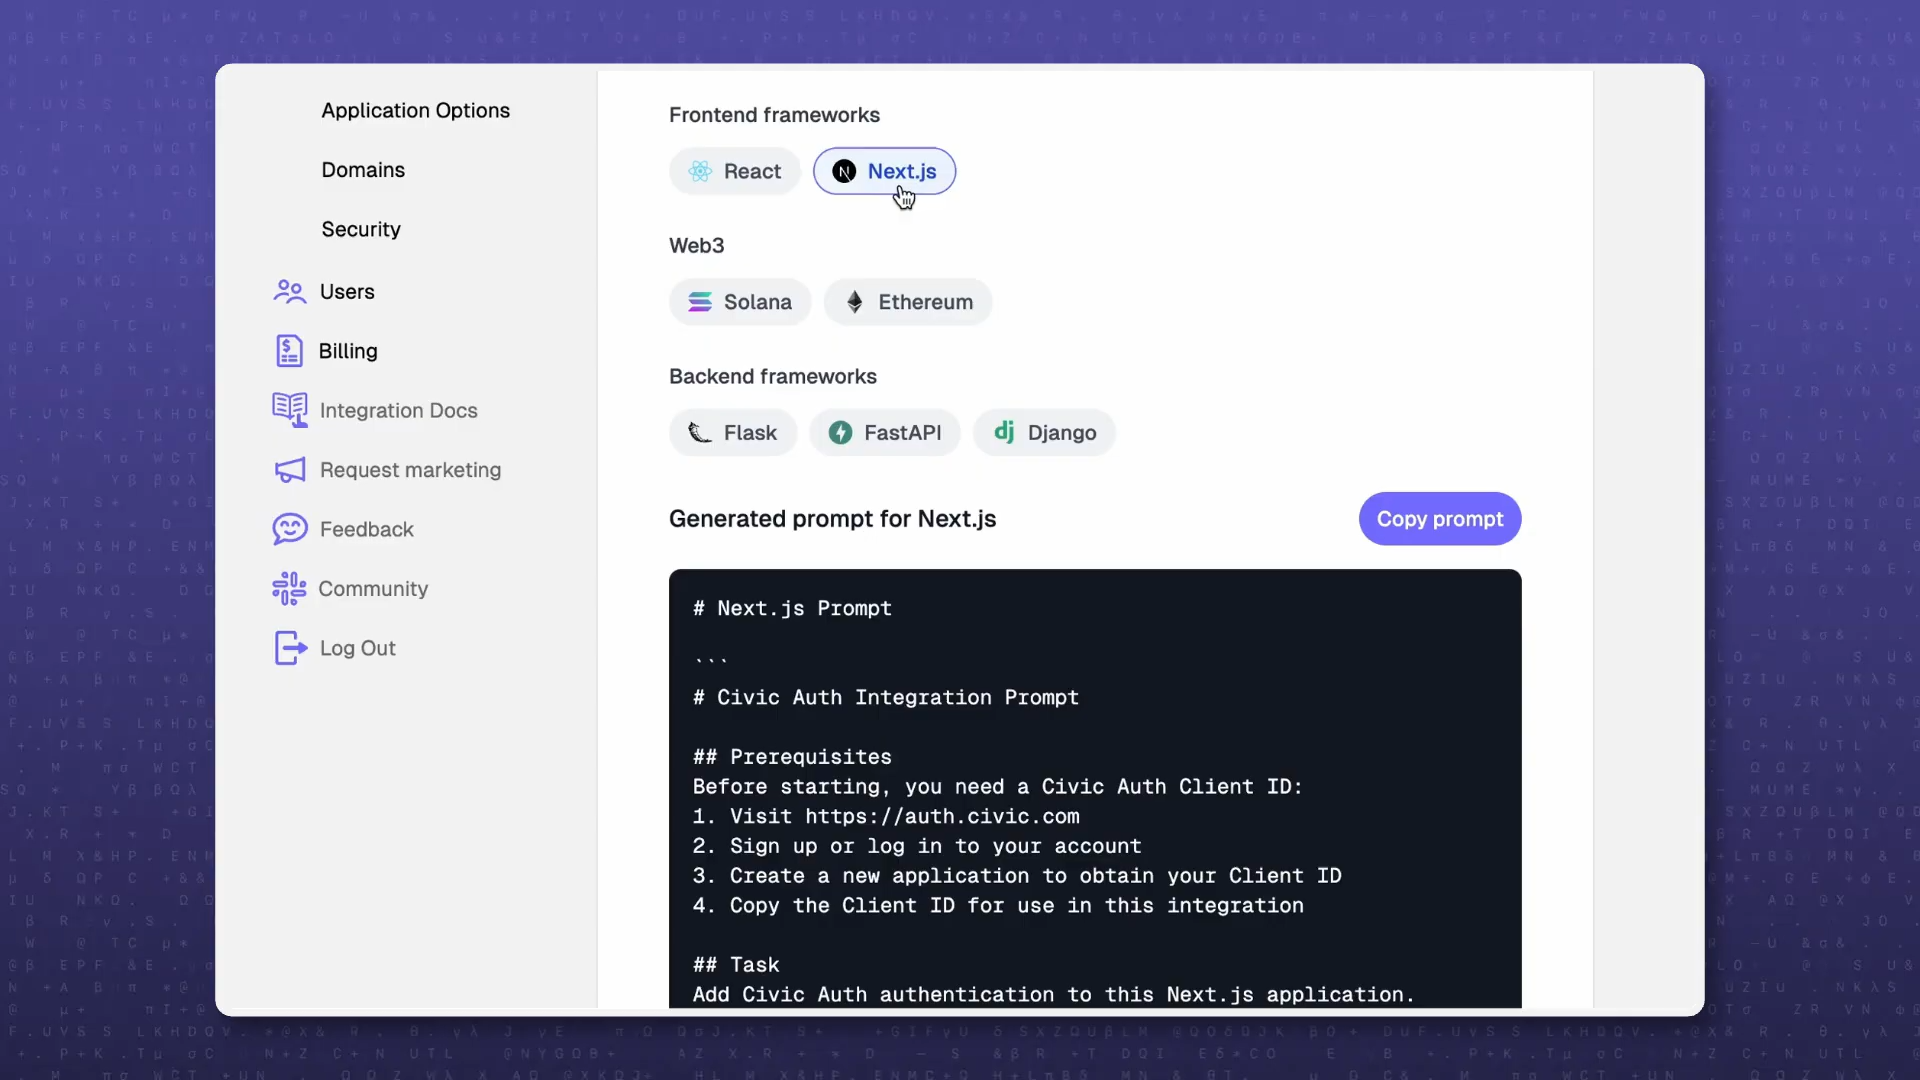 Application Options
Domains
Security
Users
Billing
Integration Docs
Request marketing
Feedback
Community
Log Out
Frontend frameworks
React
Next.js
Web3
Solana
Ethereum
Backend frameworks
Flask
FastAPI
dj Django
Generated prompt for Next.js
Copy prompt
# Next.js Prompt
```
# Civic Auth Integration Prompt
## Prerequisites
Before starting, you need a Civic Auth Client ID:
1. Visit https://auth.civic.com
2. Sign up or log in to your account
3. Create a new application to obtain your Client ID
4. Copy the Client ID for use in this integration
## Task
Add Civic Auth authentication to this Next.js application.